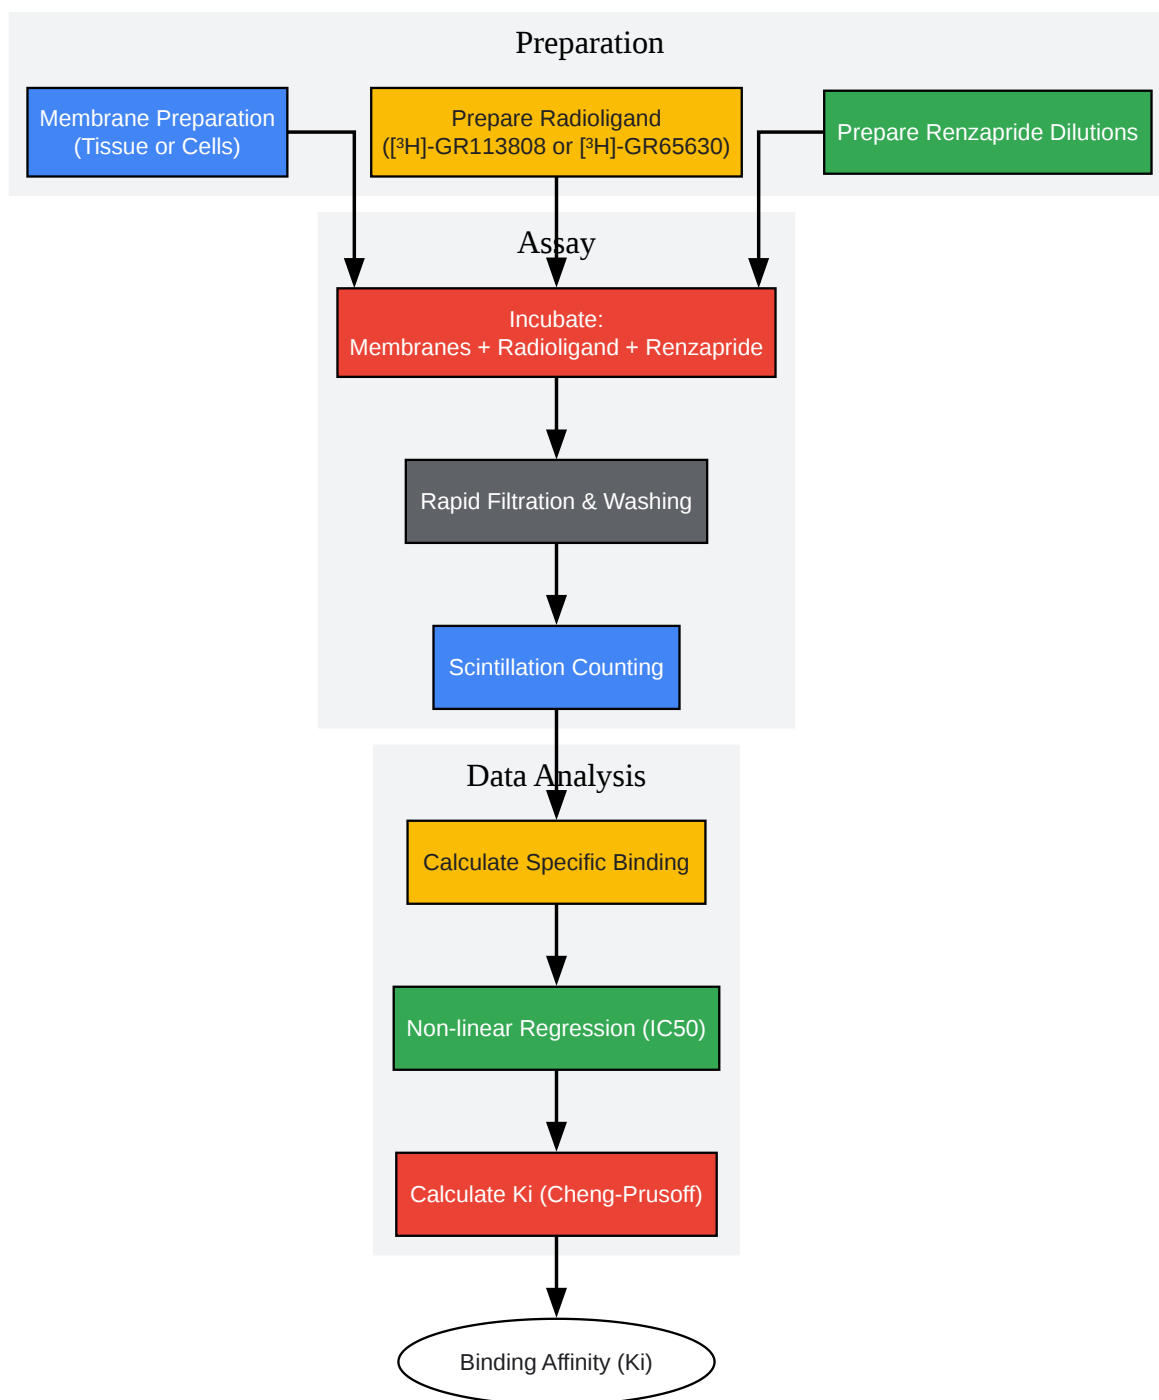 Preparation
Membrane Preparation
(Tissue or Cells)
Prepare Radioligand
([³H]-GR113808 or [³H]-GR65630)
Prepare Renzapride Dilutions
Assay
Incubate:
Membranes + Radioligand + Renzapride
Rapid Filtration & Washing
Scintillation Counting
Data Analysis
Calculate Specific Binding
Non-linear Regression (IC50)
Calculate Ki (Cheng-Prusoff)
Binding Affinity (Ki)